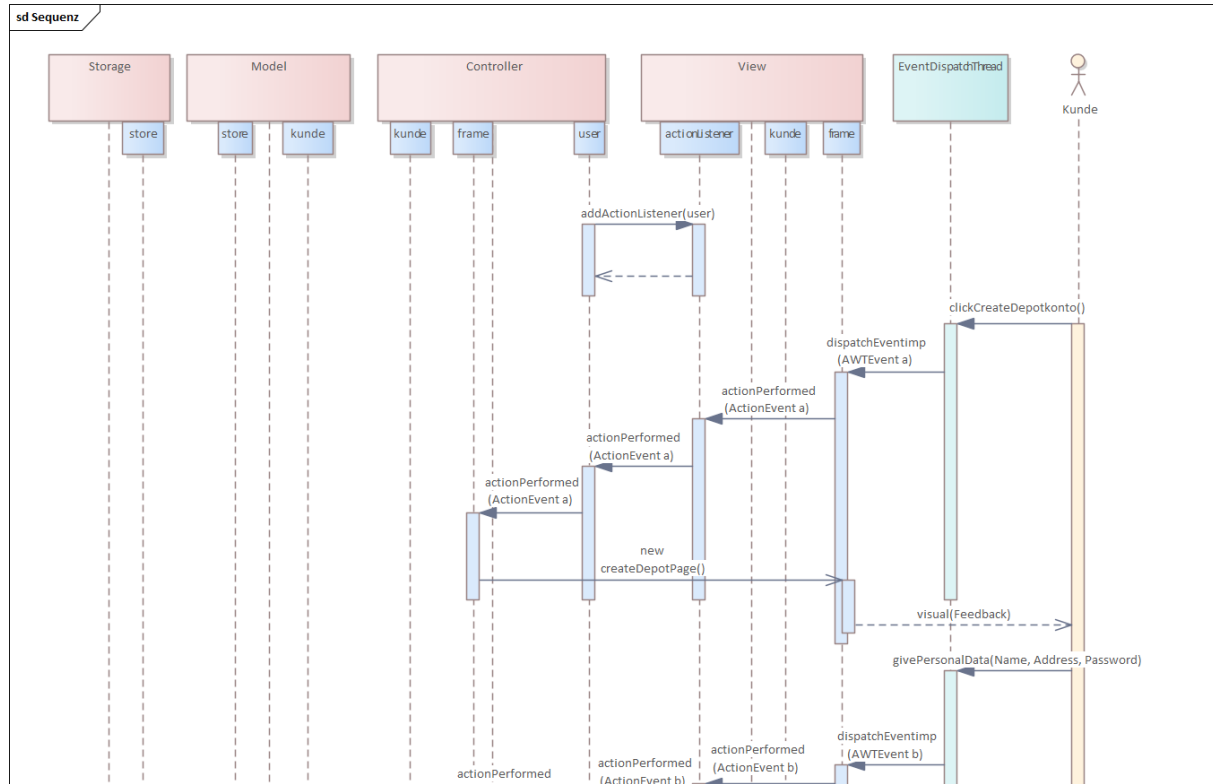 sd Sequenz
Storage
Model
Controller
View
EventDispatchThread
Kunde
store
store
kunde
kunde
frame
user
actionListener
kunde
frame
addActionListener(user)
clickCreateDepotkonto()
dispatchEventimp
(AWTEvent a)
actionPerformed
(ActionEvent a)
actionPerformed
(ActionEvent a)
actionPerformed
(ActionEvent a)
new
createDepotPage()
visual(Feedback)
givePersonalData(Name, Address, Password)
dispatchEventimp
(AWTEvent b)
actionPerformed
(ActionEvent b)
actionPerformed
(ActionEvent b)
actionPerformed